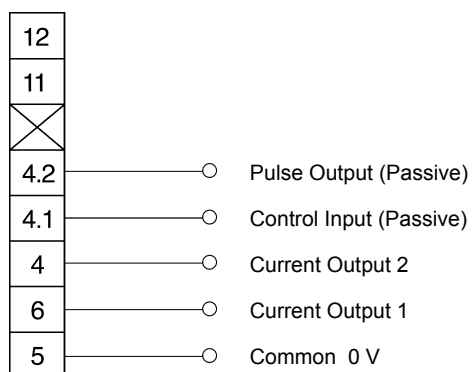 12
11
4.2 Pulse Output (Passive)
4.1 Control Input (Passive)
4 Current Output 2
6 Current Output 1
5 Common 0 V